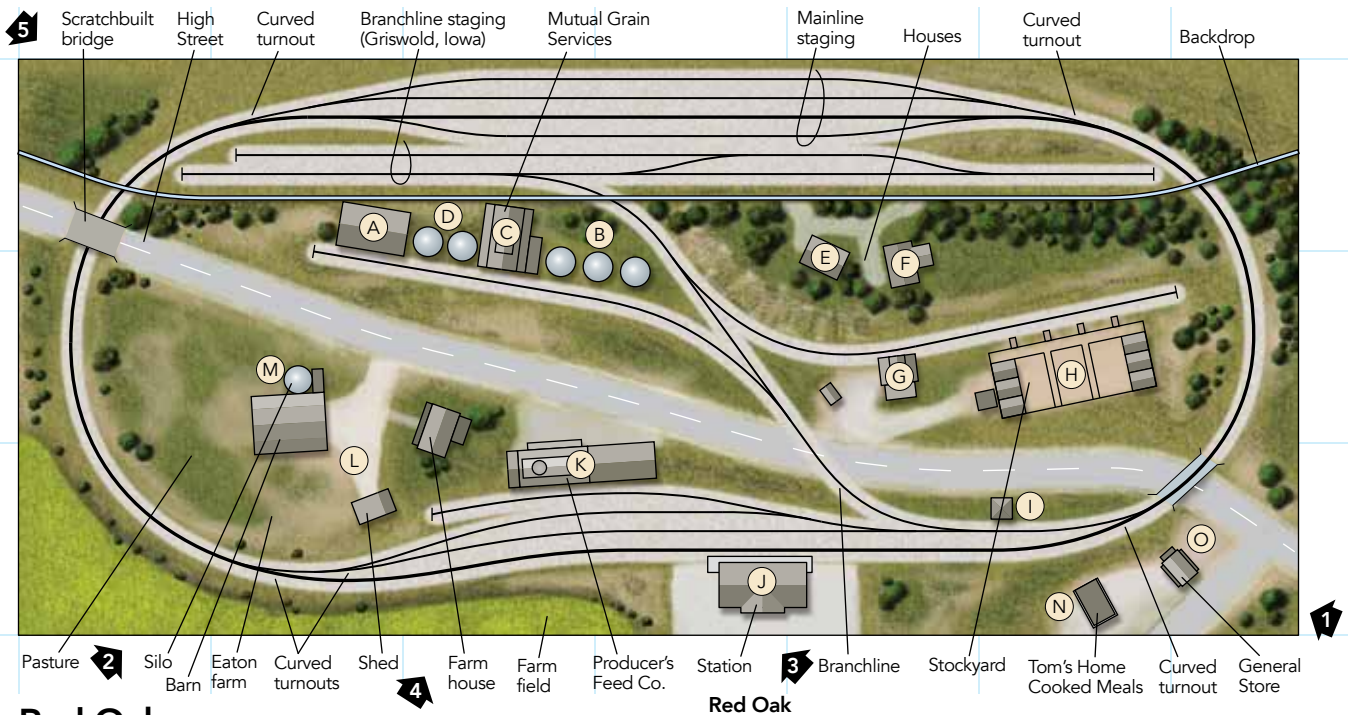 5
Scratchbuilt
bridge
High
Street
Curved
turnout
Branchline staging
(Griswold, Iowa)
Mutual Grain
Services
Mainline
staging
Houses
Curved
turnout
Backdrop
A
D
C
B
E
F
G
H
M
L
K
I
J
O
N
1
Pasture
2
Silo
Barn
Eaton
farm
Curved
turnouts
Shed
4
Farm
house
Farm
field
Producer's
Feed Co.
Station
3
Branchline
Stockyard
Tom's Home
Cooked Meals
Curved
turnout
General
Store
Red Oak
Red Oak